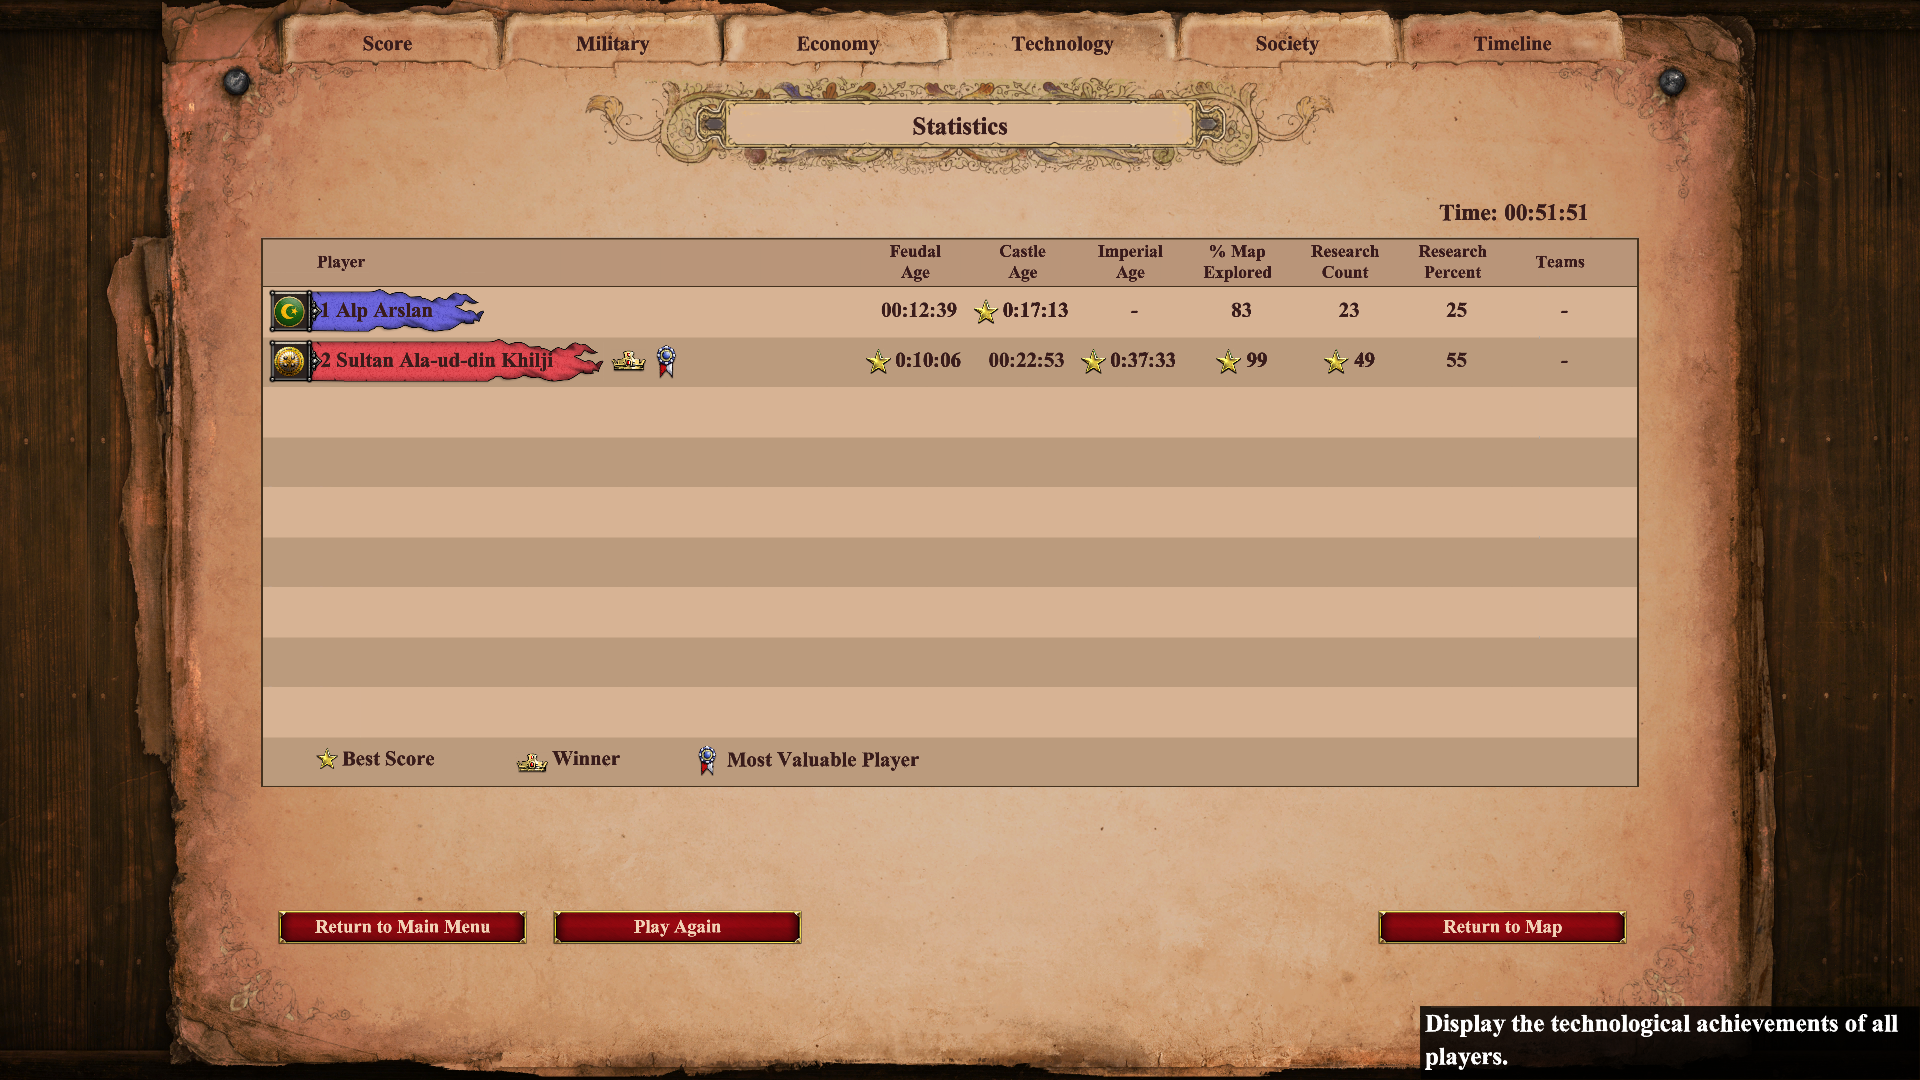 Score Military Economy Technology Society Timeline
Statistics
Time: 00:51:51
Player Feudal Age Castle Age Imperial Age % Map Explored Research Count Research Percent Teams
1 Alp Arslan 00:12:39 0:17:13 - 83 23 25 -
2 Sultan Ala-ud-din Khilji 0:10:06 00:22:53 0:37:33 99 49 55 -
Best Score Winner Most Valuable Player
Return to Main Menu Play Again Return to Map
Display the technological achievements of all
players.